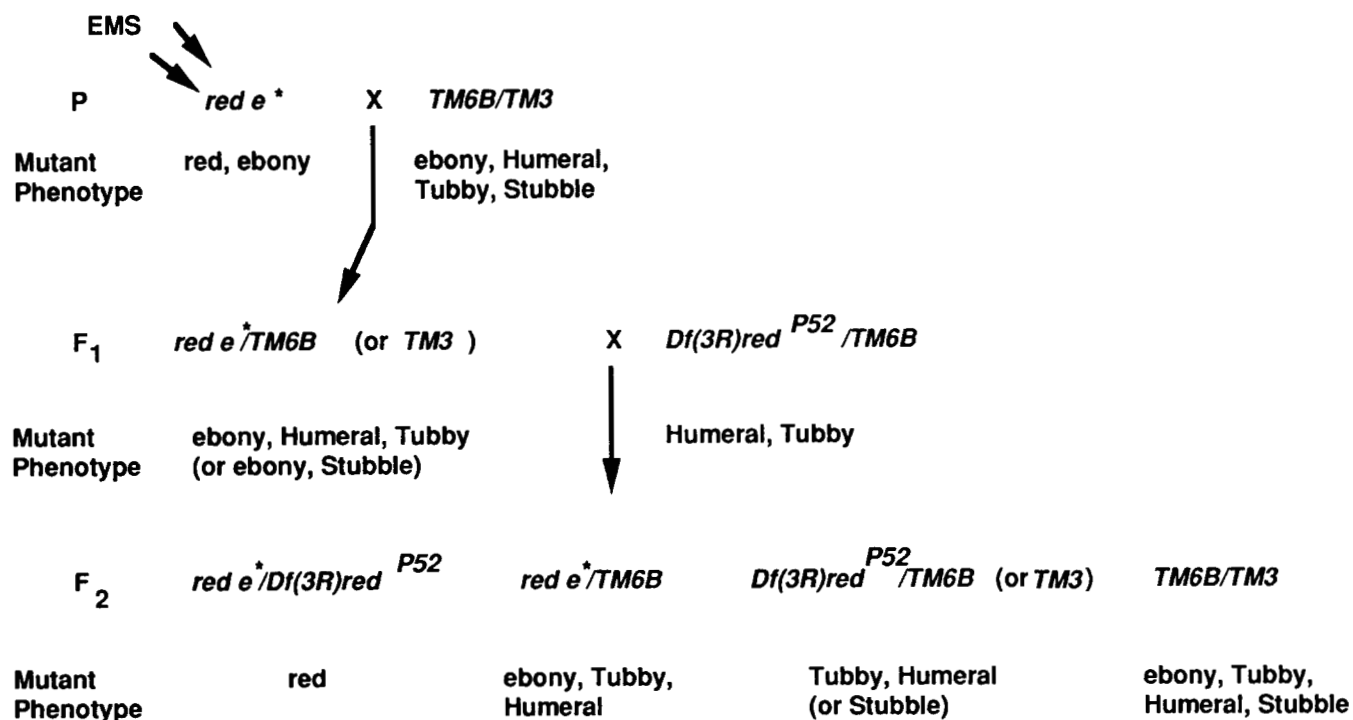 EMS
P red e * X TM6B/TM3
Mutant red, ebony ebony, Humeral,
Phenotype Tubby, Stubble
F1 red e*/TM6B (or TM3 ) X Df(3R)red P52 /TM6B
Mutant ebony, Humeral, Tubby Humeral, Tubby
Phenotype (or ebony, Stubble)
F2 red e*/Df(3R)red P52 red e*/TM6B Df(3R)red P52/TM6B (or TM3) TM6B/TM3
Mutant red ebony, Tubby, Tubby, Humeral ebony, Tubby,
Phenotype Humeral (or Stubble) Humeral, Stubble